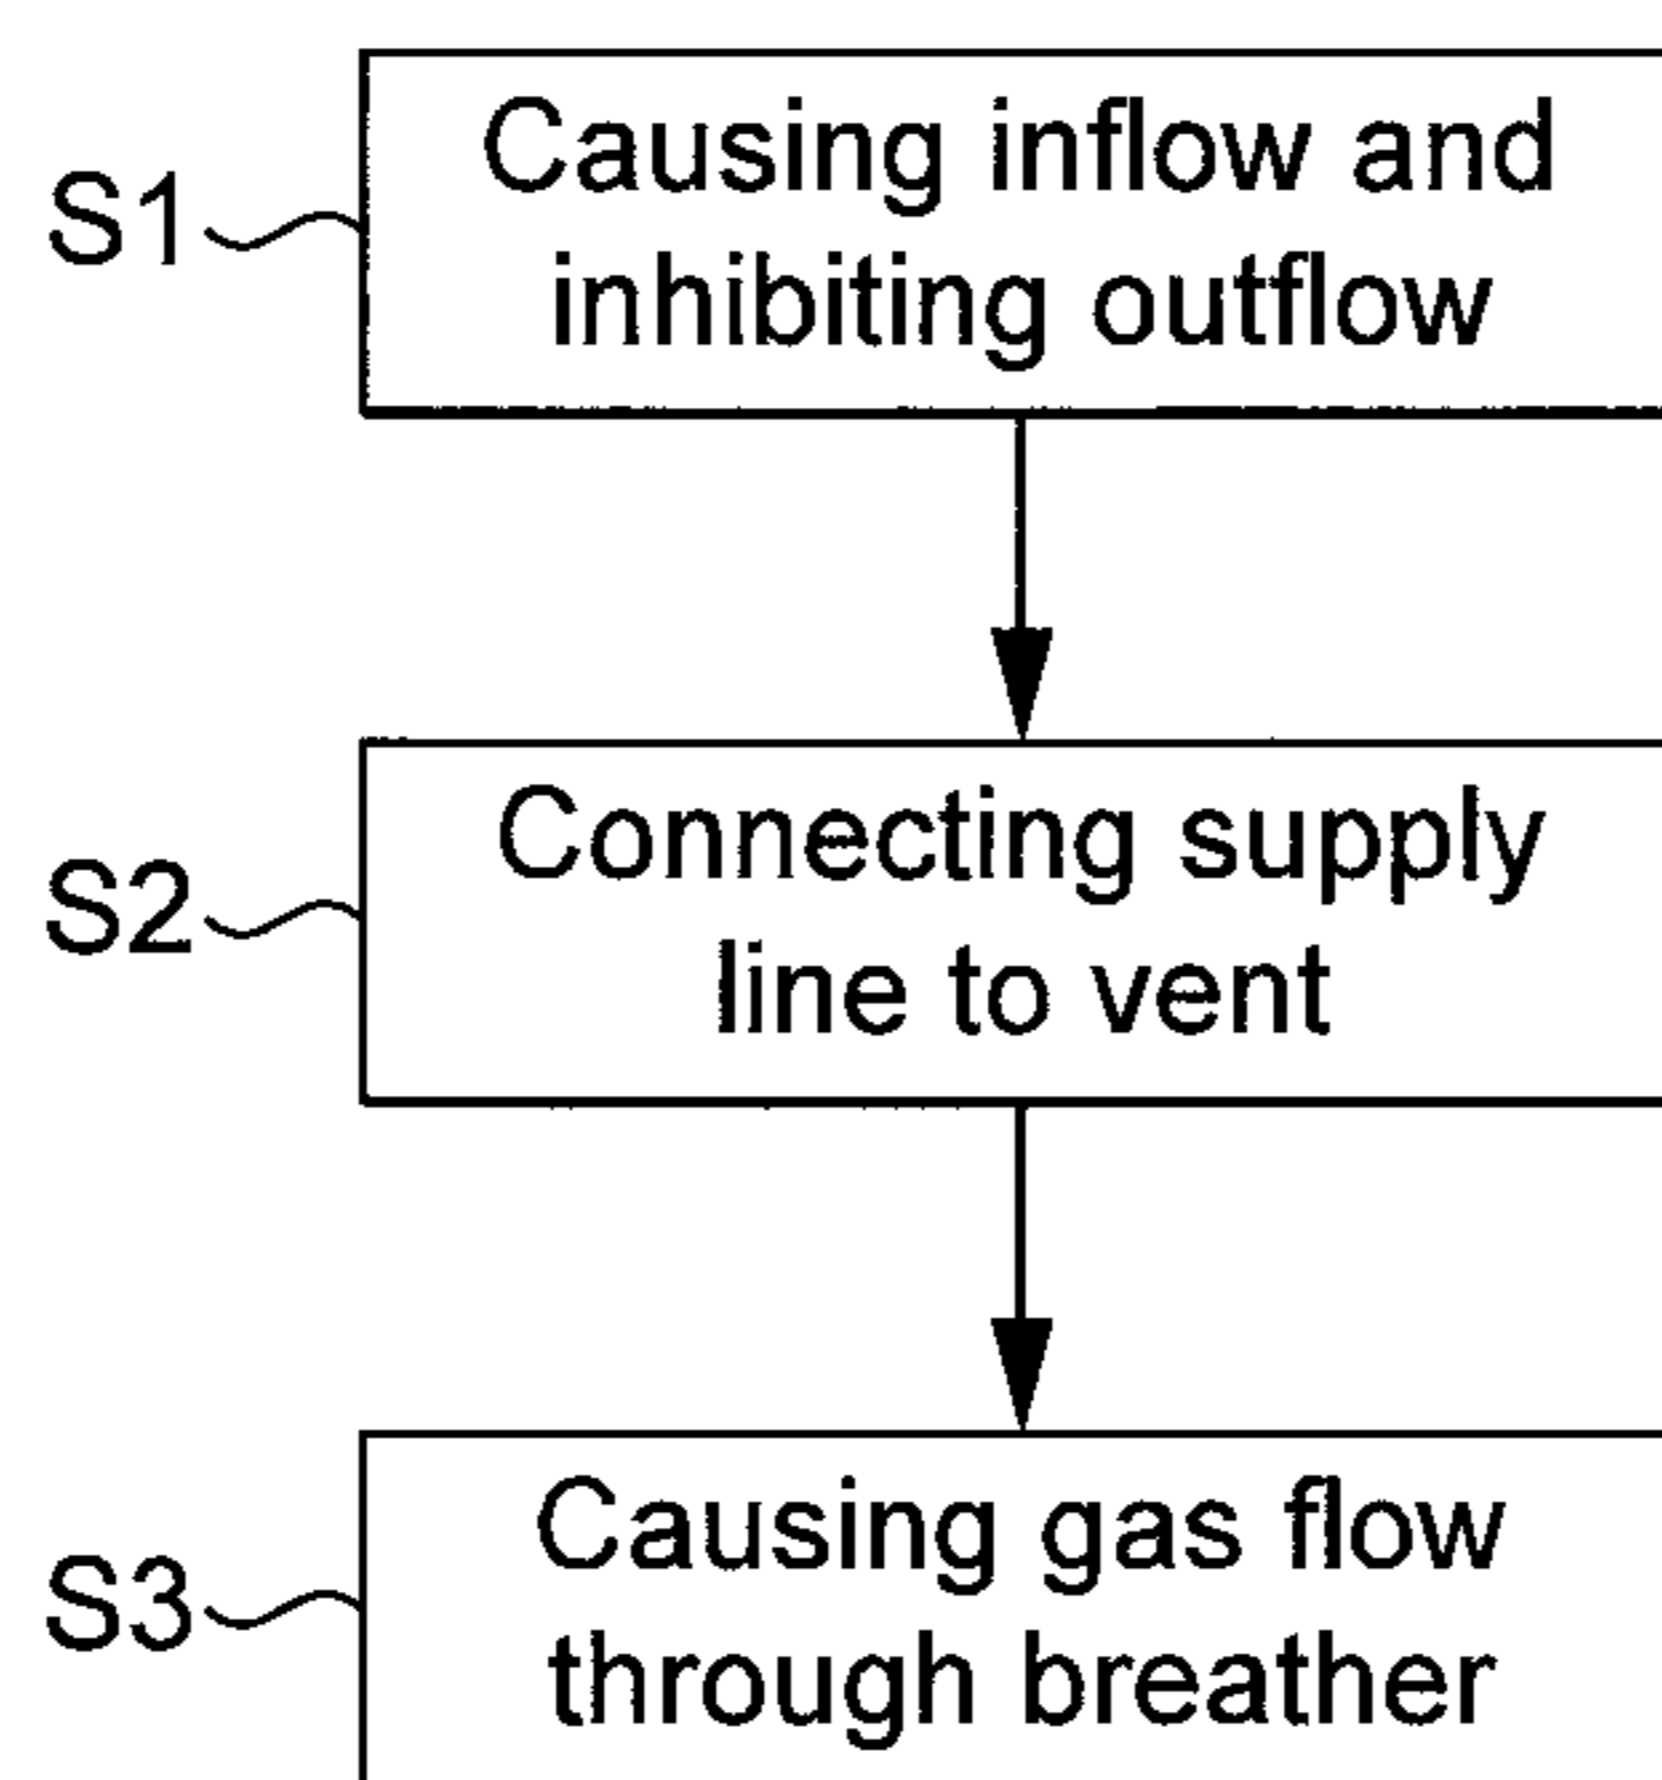 S1
Causing inflow and
inhibiting outflow
S2
Connecting supply
line to vent
S3
Causing gas flow
through breather